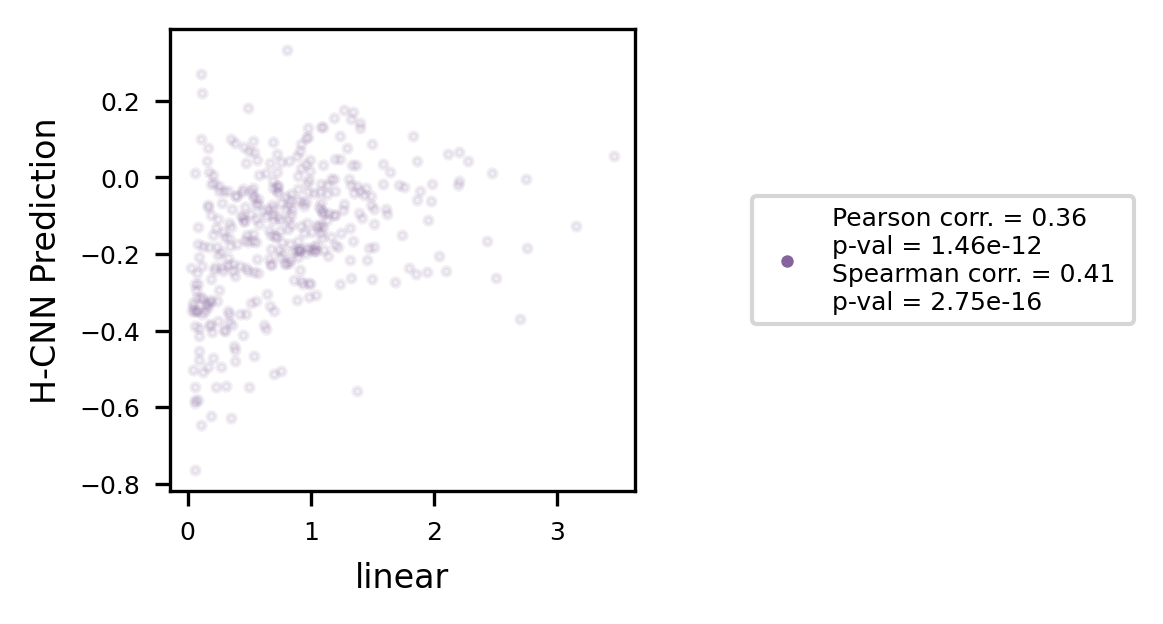 H-CNN Prediction
0.2
0.0
−0.2
−0.4
−0.6
−0.8
0
1
2
3
linear
Pearson corr. = 0.36
p-val = 1.46e-12
Spearman corr. = 0.41
p-val = 2.75e-16